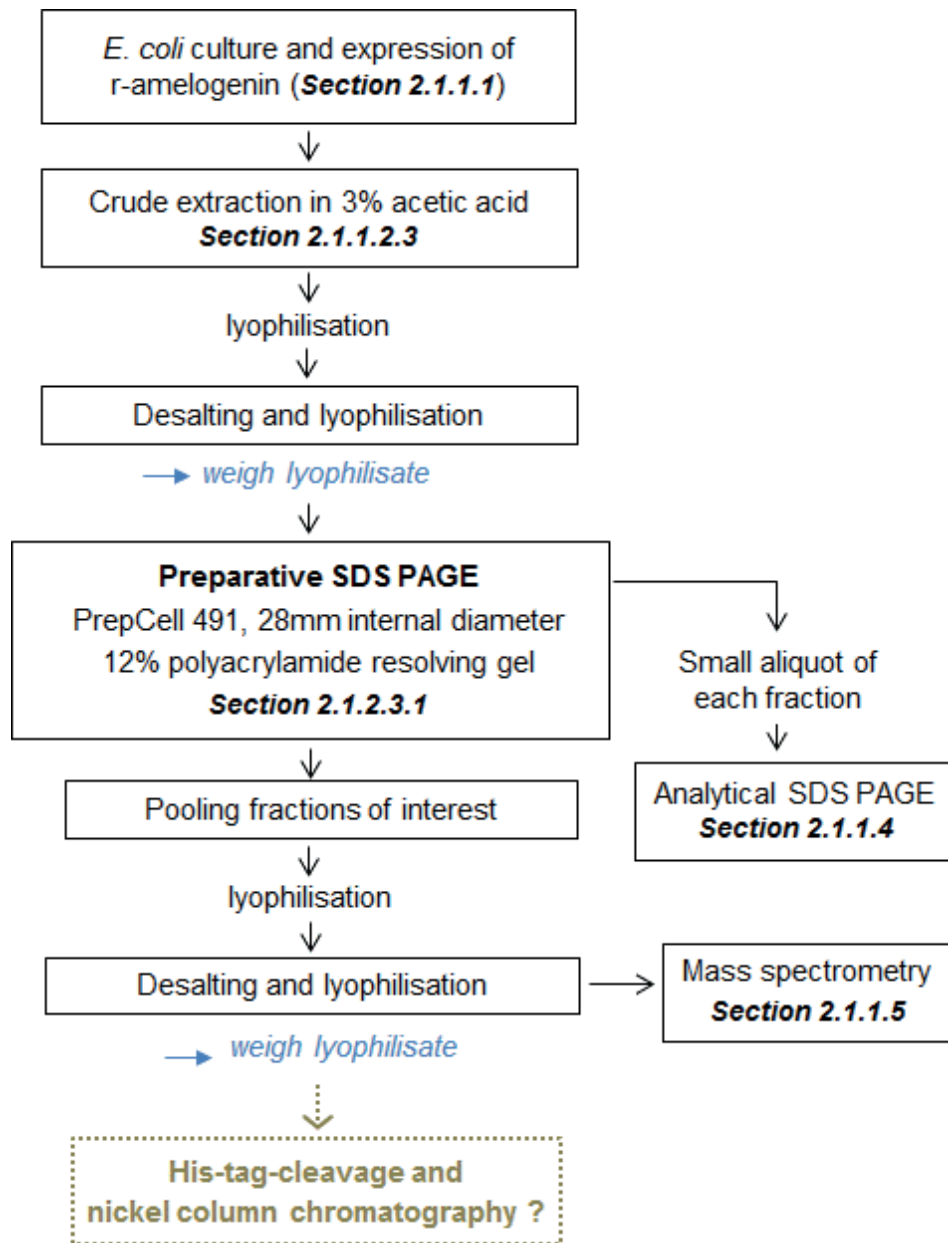 E. coli culture and expression of
r-amelogenin (Section 2.1.1.1)
Crude extraction in 3% acetic acid
Section 2.1.1.2.3
lyophilisation
Desalting and lyophilisation
weigh lyophilisate
Preparative SDS PAGE
PrepCell 491, 28mm internal diameter
12% polyacrylamide resolving gel
Section 2.1.2.3.1
Small aliquot of
each fraction
Analytical SDS PAGE
Section 2.1.1.4
Pooling fractions of interest
lyophilisation
Desalting and lyophilisation
Mass spectrometry
Section 2.1.1.5
weigh lyophilisate
His-tag-cleavage and
nickel column chromatography ?